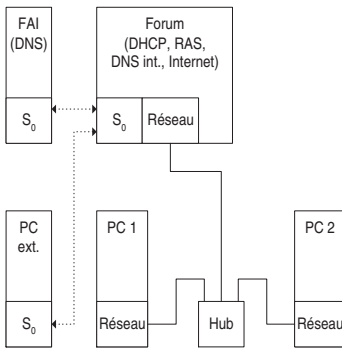 FAI
(DNS)
Forum
(DHCP, RAS,
DNS int., Internet)
S₀
S₀
Réseau
PC
ext.
PC 1
PC 2
S₀
Réseau
Hub
Réseau